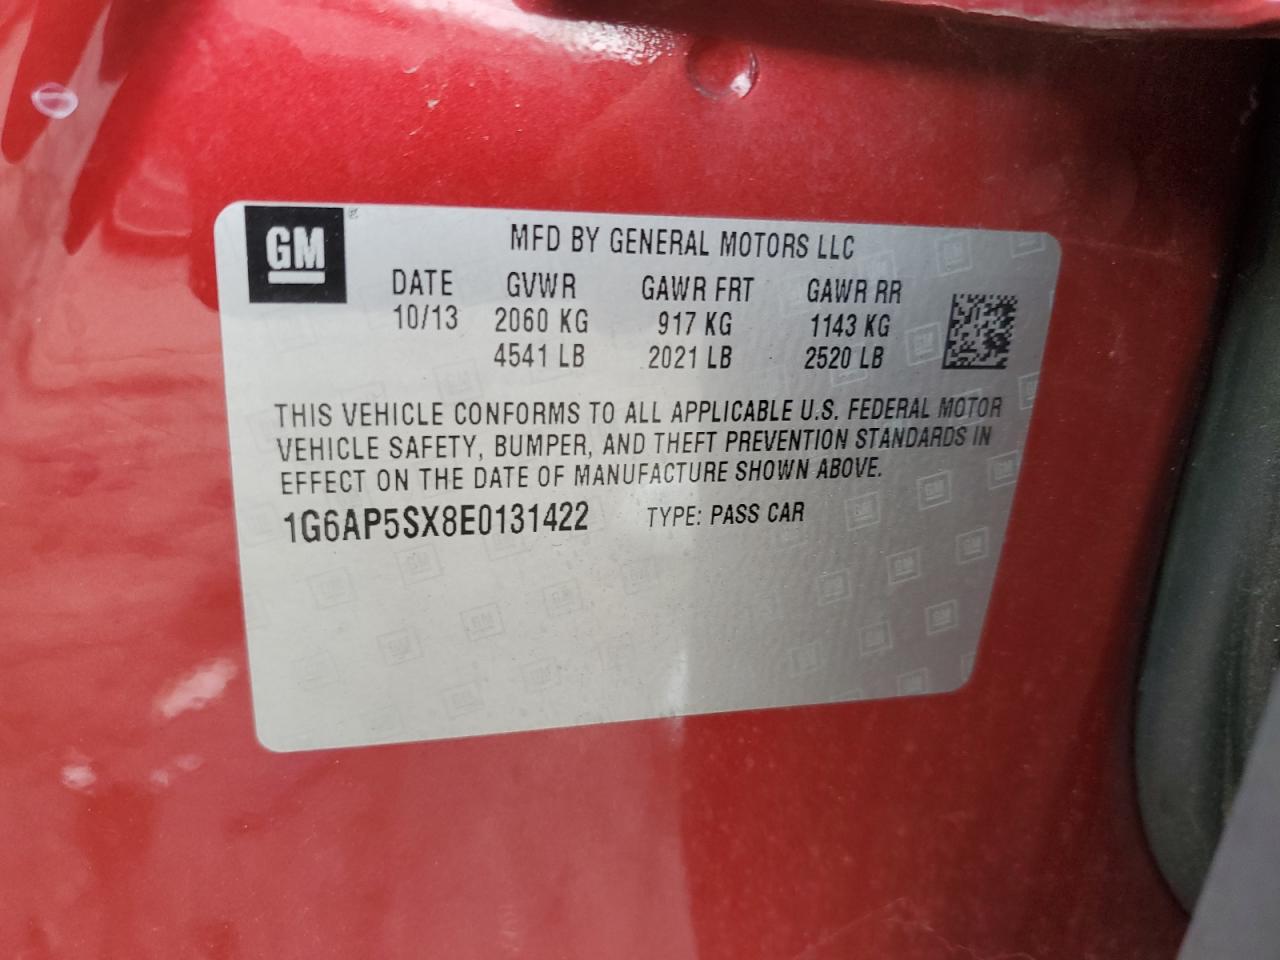 GM
MFD BY GENERAL MOTORS LLC
DATE GVWR GAWR FRT GAWR RR
10/13 2060 KG 917 KG 1143 KG
4541 LB 2021 LB 2520 LB
THIS VEHICLE CONFORMS TO ALL APPLICABLE U.S. FEDERAL MOTOR
VEHICLE SAFETY, BUMPER, AND THEFT PREVENTION STANDARDS IN
EFFECT ON THE DATE OF MANUFACTURE SHOWN ABOVE.
1G6AP5SX8E0131422 TYPE: PASS CAR